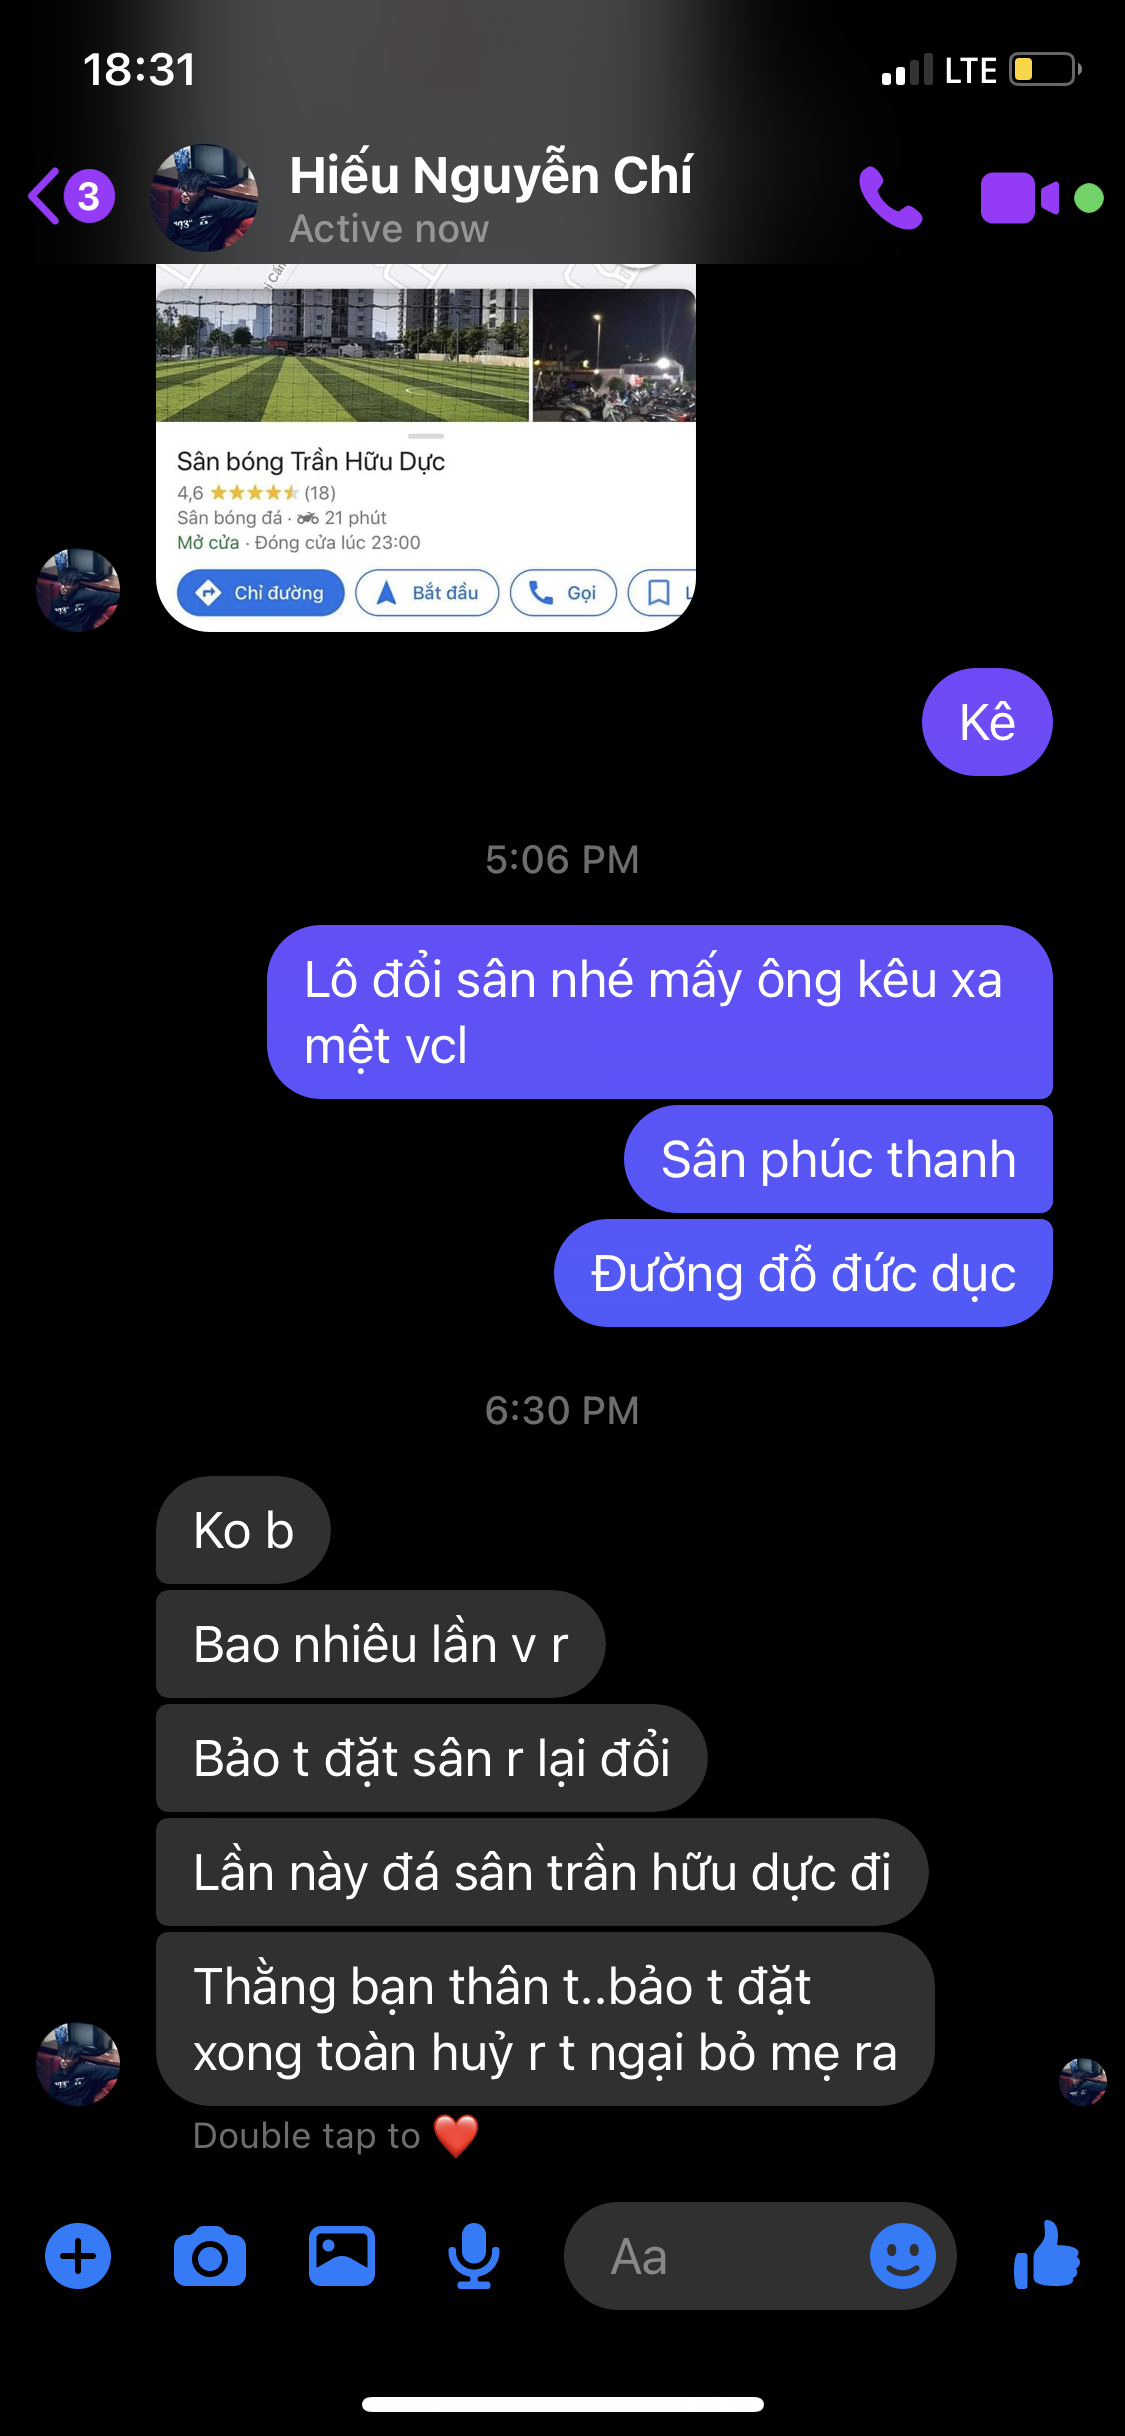 18:31
LTE
3
Hiếu Nguyễn Chí
Active now
Sân bóng Trần Hữu Dực
4,6 (18)
Sân bóng đá · 21 phút
Mở cửa · Đóng cửa lúc 23:00
Chỉ đường
Bắt đầu
Gọi
Kê
5:06 PM
Lô đổi sân nhé mấy ông kêu xa
mệt vcl
Sân phúc thanh
Đường đỗ đức dục
6:30 PM
Ko b
Bao nhiêu lần v r
Bảo t đặt sân r lại đổi
Lần này đá sân trần hữu dực đi
Thằng bạn thân t..bảo t đặt
xong toàn huỷ r t ngại bỏ mẹ ra
Double tap to ❤️
Aa